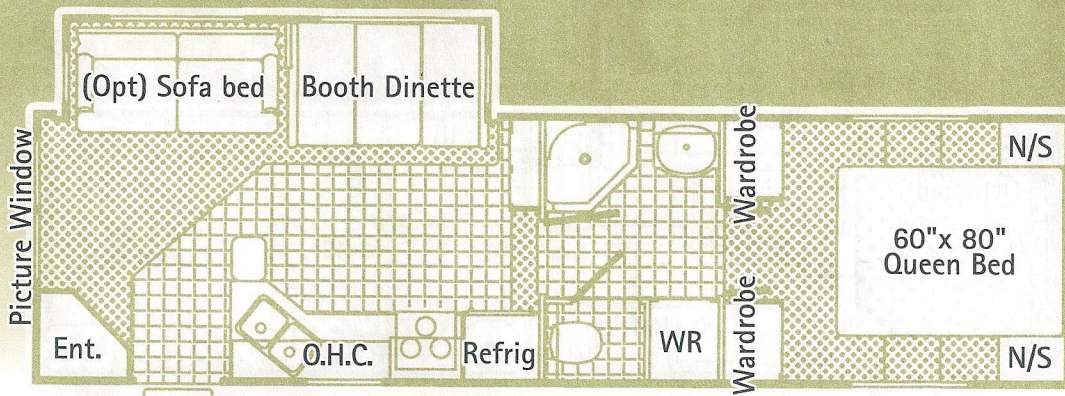 (Opt) Sofa bed
Booth Dinette
Picture Window
Wardrobe
N/S
60"x 80"
Queen Bed
Ent.
O.H.C.
Refrig
WR
Wardrobe
N/S